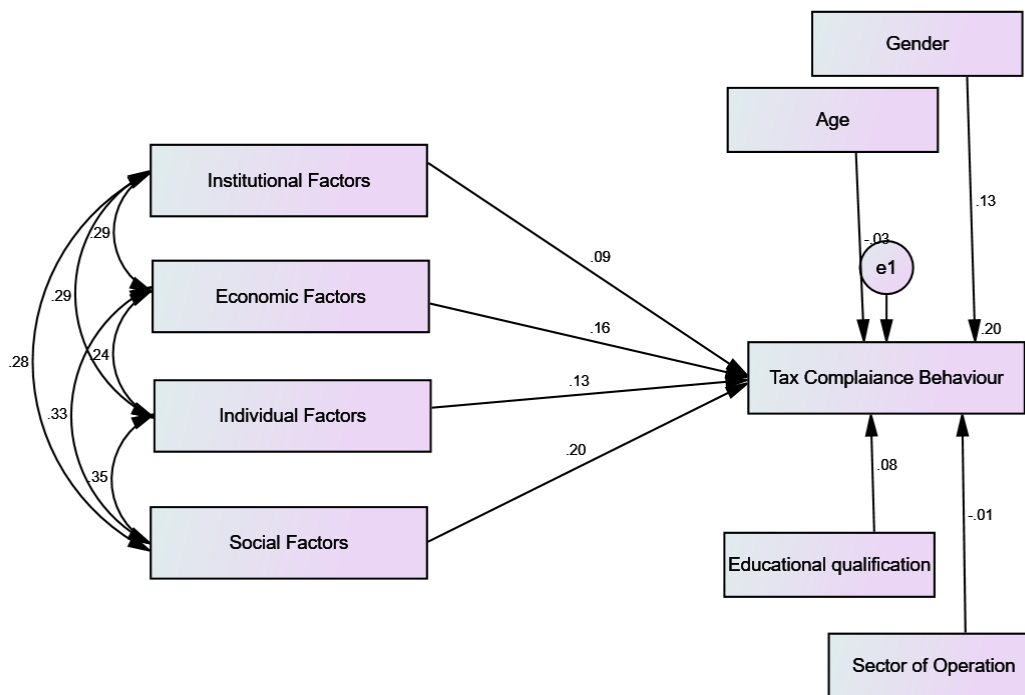 Gender
Age
.13
-.03
e1
.20
Institutional Factors
.29
.09
Economic Factors
.29
.16
.24
.28
.13
Tax Complaiance Behaviour
.33
Individual Factors
.35
.20
.08
Social Factors
-.01
Educational qualification
Sector of Operation